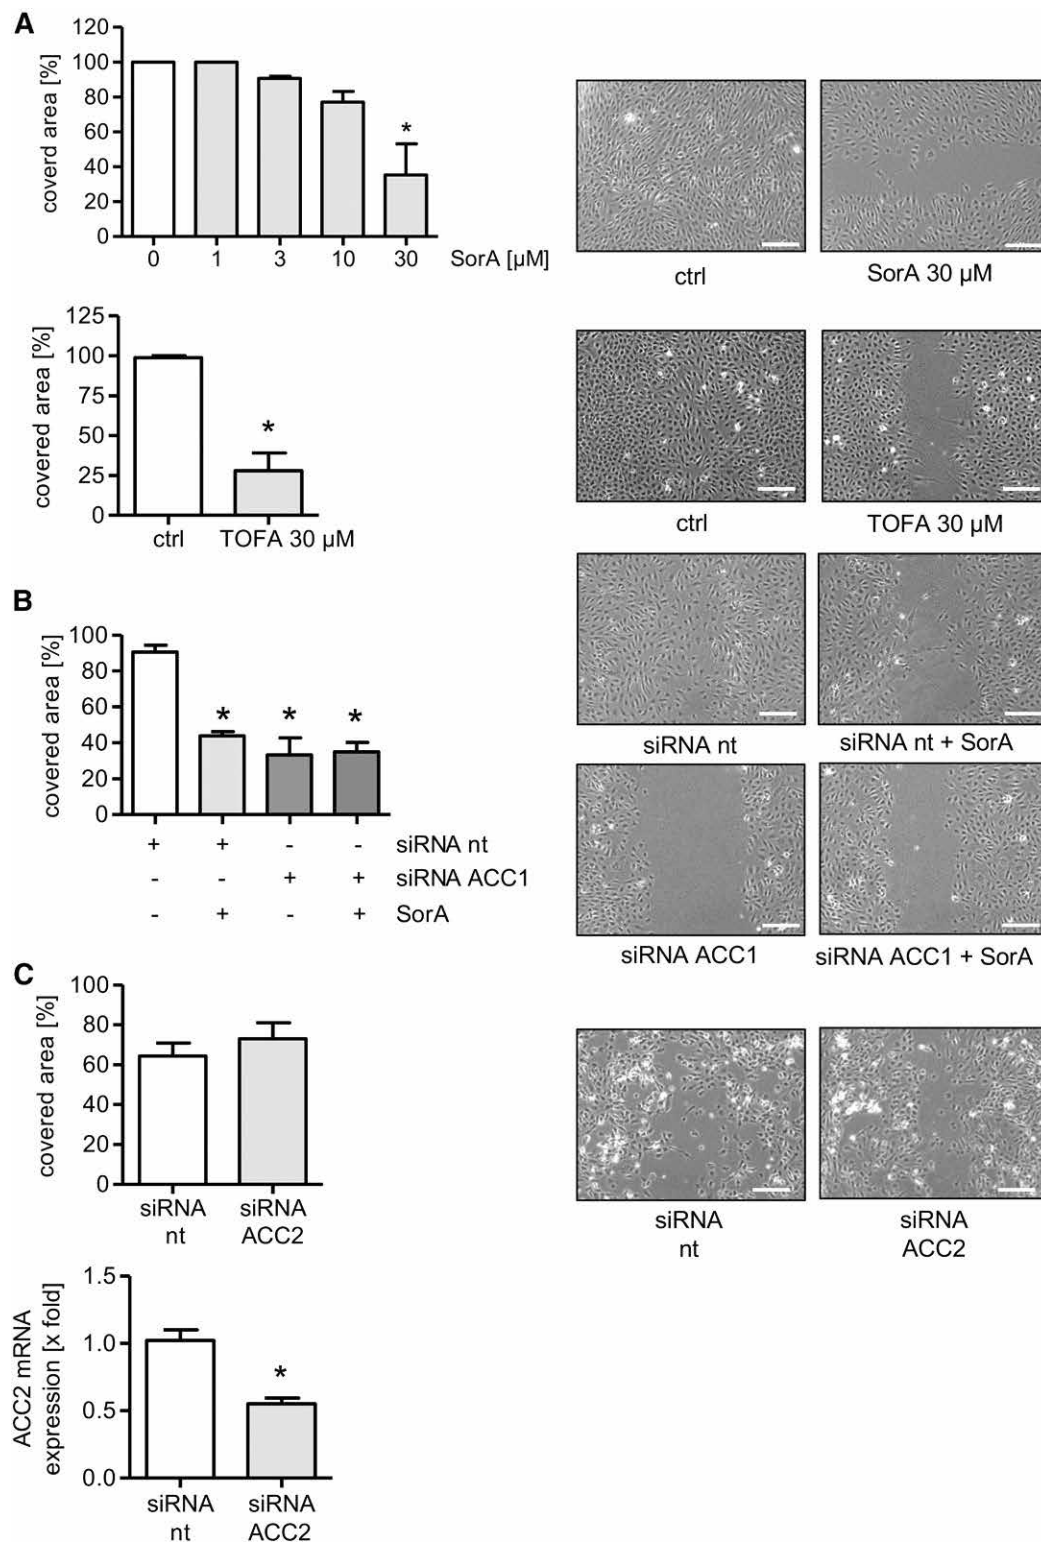 A
coverd area [%]
120
100
80
60
40
20
0
*
0 1 3 10 30 SorA [µM]
ctrl
SorA 30 µM
covered area [%]
125
100
75
50
25
0
*
ctrl TOFA 30 µM
ctrl
TOFA 30 µM
B
covered area [%]
100
80
60
40
20
0
* * *
+ + - - siRNA nt
- - + + siRNA ACC1
- + - + SorA
siRNA nt
siRNA nt + SorA
siRNA ACC1
siRNA ACC1 + SorA
C
covered area [%]
100
80
60
40
20
0
siRNA siRNA
nt ACC2
siRNA
nt
siRNA
ACC2
ACC2 mRNA
expression [x fold]
1.5
1.0
0.5
0.0
*
siRNA siRNA
nt ACC2